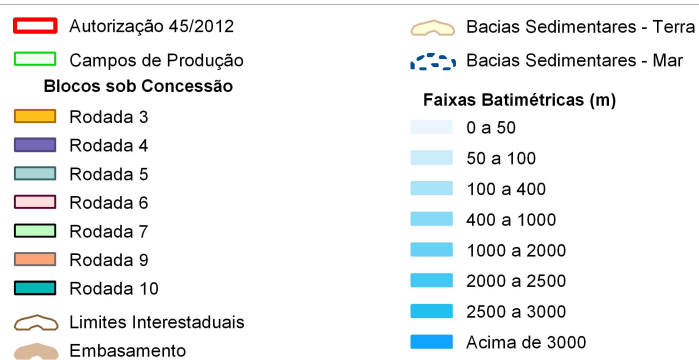 Autorização 45/2012
Campos de Produção
Blocos sob Concessão
Rodada 3
Rodada 4
Rodada 5
Rodada 6
Rodada 7
Rodada 9
Rodada 10
Limites Interestaduais
Embasamento
Bacias Sedimentares - Terra
Bacias Sedimentares - Mar
Faixas Batimétricas (m)
0 a 50
50 a 100
100 a 400
400 a 1000
1000 a 2000
2000 a 2500
2500 a 3000
Acima de 3000